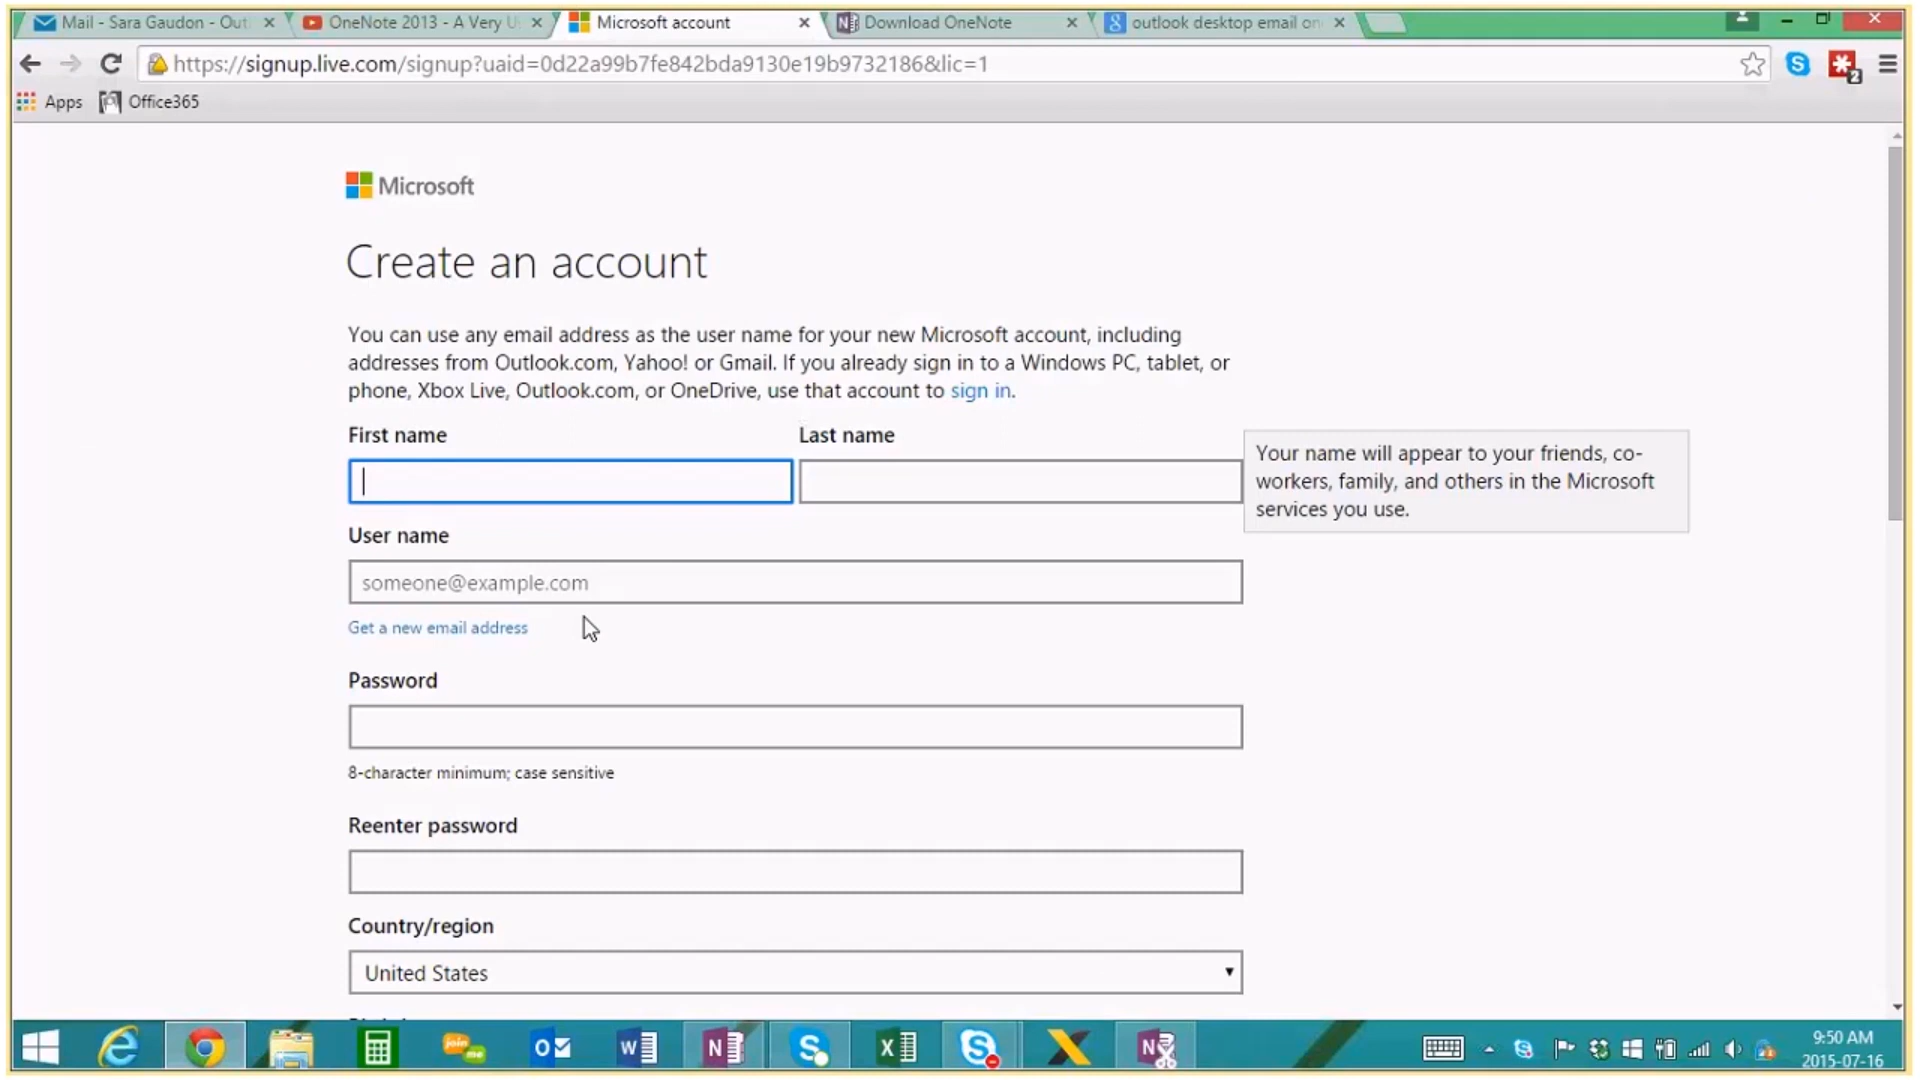 Mail - Sara Gaudon - Out
OneNote 2013 - A Very U
Microsoft account
Download OneNote
outlook desktop email on
https://signup.live.com/signup?uaid=0d22a99b7fe842bda9130e19b9732186&lic=1
2
Apps
Office365
Microsoft
Create an account
You can use any email address as the user name for your new Microsoft account, including
addresses from Outlook.com, Yahoo! or Gmail. If you already sign in to a Windows PC, tablet, or
phone, Xbox Live, Outlook.com, or OneDrive, use that account to sign in.
First name
Last name
Your name will appear to your friends, co-
workers, family, and others in the Microsoft
services you use.
User name
someone@example.com
Get a new email address
Password
8-character minimum; case sensitive
Reenter password
Country/region
United States
join
me
9:50 AM
2015-07-16